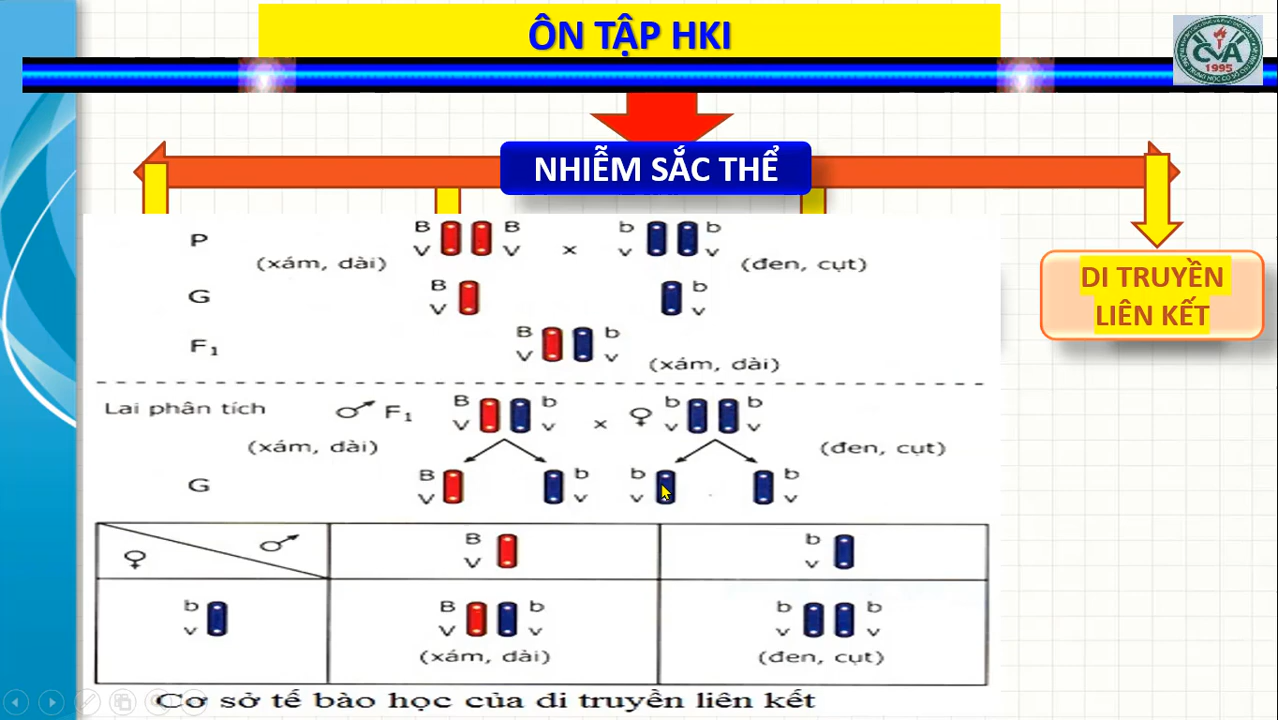 ÔN TẬP HKI
CVA
1995
NHIỄM SẮC THỂ
DI TRUYỀN
LIÊN KẾT
P (xám, dài) B V B V x b v b v (đen, cụt)
G B V b v
F1 B V b v (xám, dài)
Lai phân tích ♂ F1 (xám, dài) B V b v x ♀ b v b v (đen, cụt)
G B V b v b v b v
♀ ♂ B V b v
b v B V b v (xám, dài) b v b v (đen, cụt)
Cơ sở tế bào học của di truyền liên kết